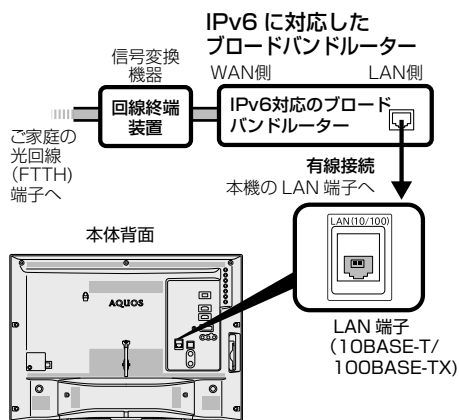 IPv6 に対応した
ブロードバンドルーター
信号変換
機器
WAN側
LAN側
回線終端
装置
IPv6対応のブロード
バンドルーター
ご家庭の
光回線
(FTTH)
端子へ
有線接続
本機の LAN 端子へ
LAN(10/100)
本体背面
AQUOS
LAN 端子
(10BASE-T/
100BASE-TX)